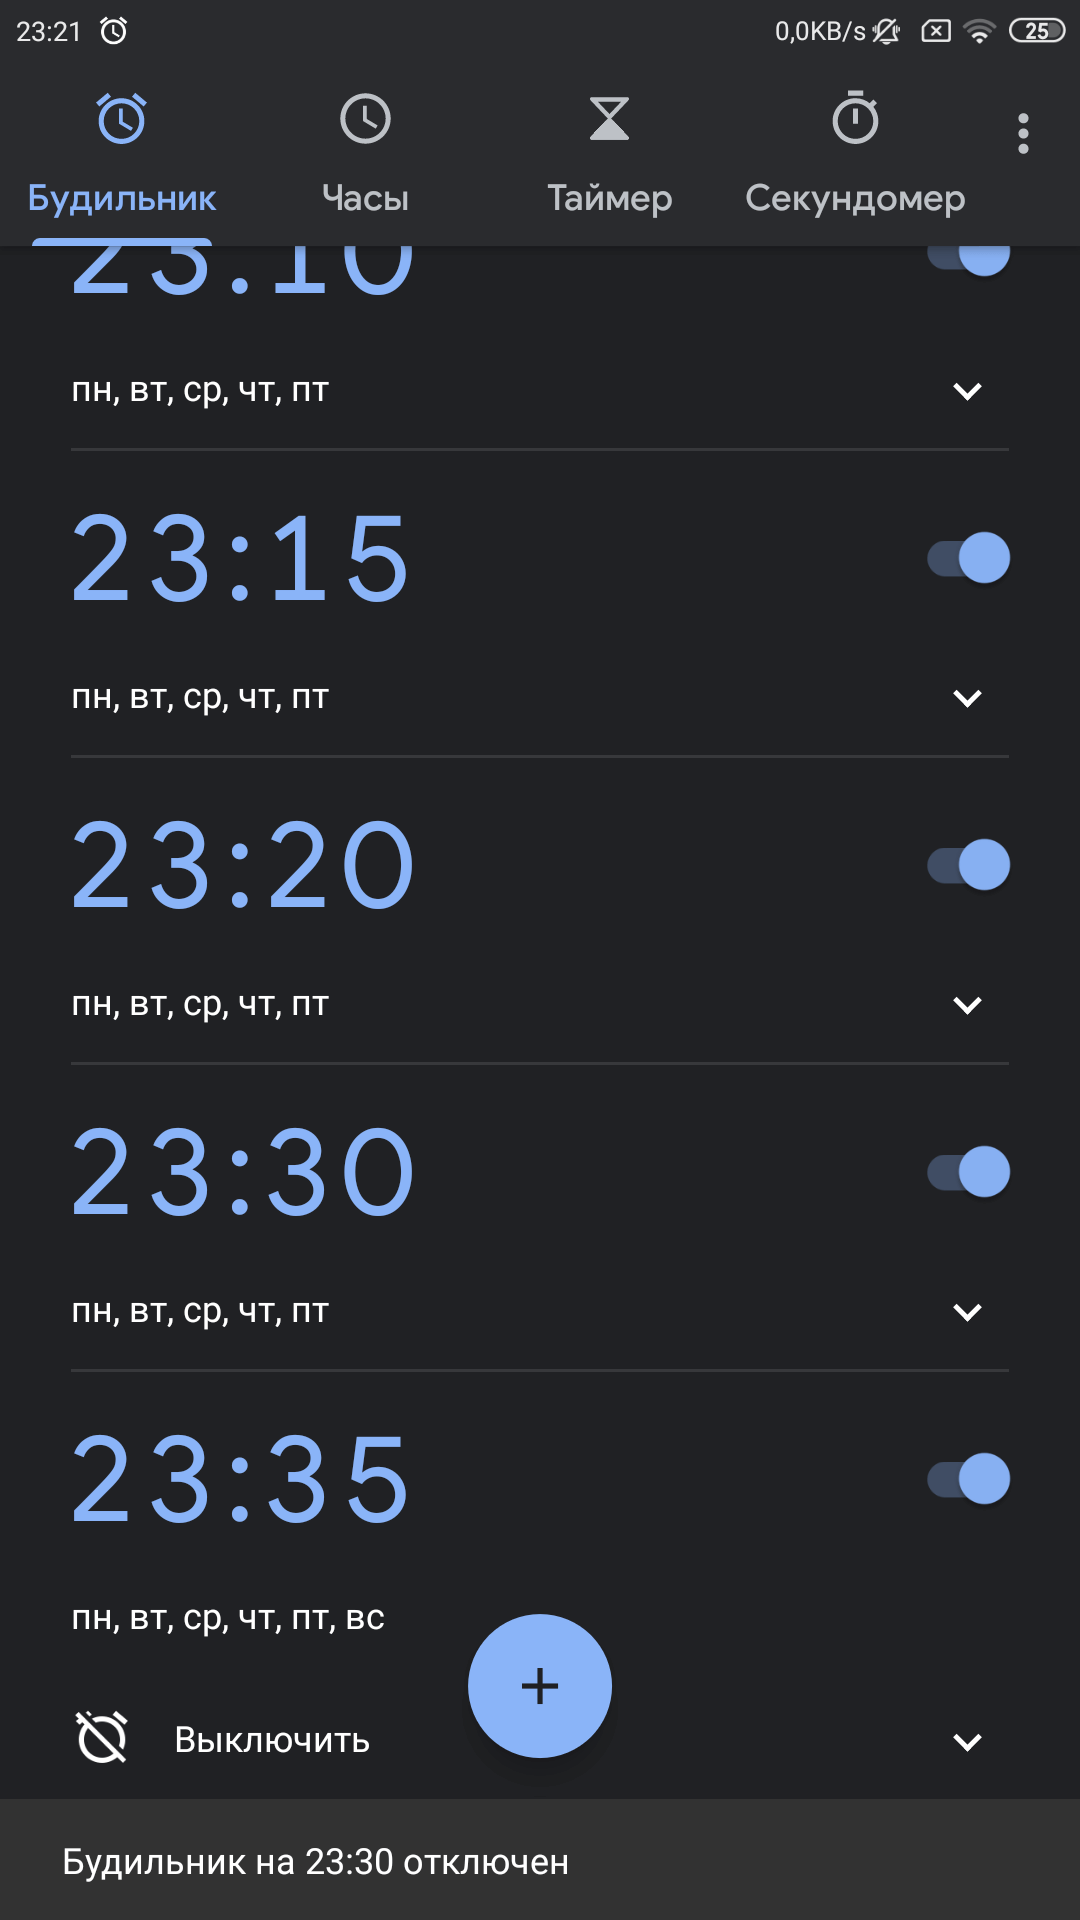 23:21
0,0KB/s
25
Будильник
Часы
Таймер
Секундомер
23:10
пн, вт, ср, чт, пт
23:15
пн, вт, ср, чт, пт
23:20
пн, вт, ср, чт, пт
23:30
пн, вт, ср, чт, пт
23:35
пн, вт, ср, чт, пт, вс
Выключить
Будильник на 23:30 отключен